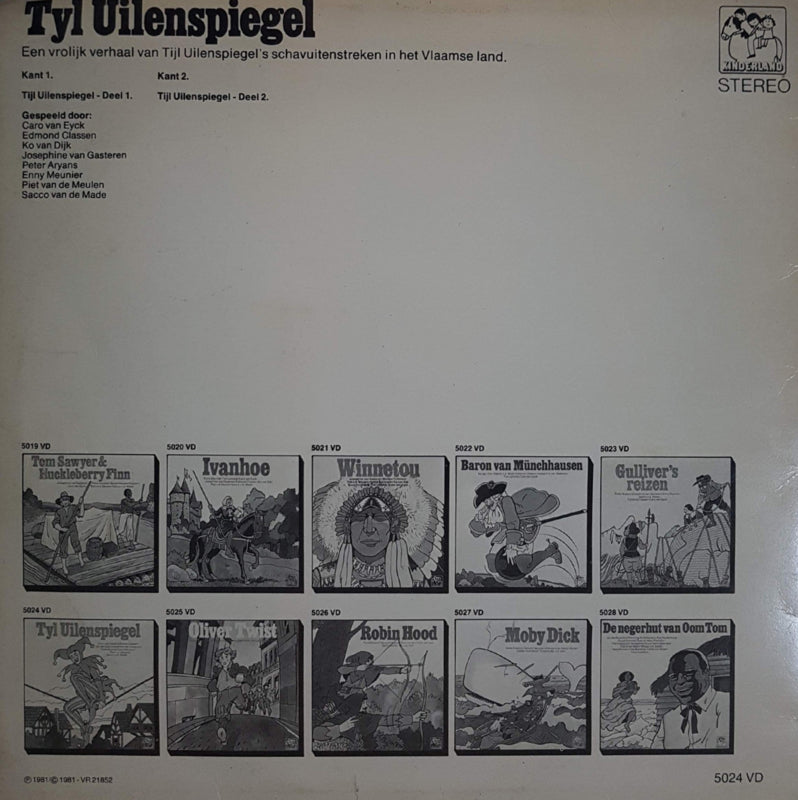 Tyl Uilenspiegel
Een vrolijk verhaal van Tijl Uilenspiegel's schavuitenstreken in het Vlaamse land.
KINDERLAND
STEREO
Kant 1. Kant 2.
Tijl Uilenspiegel - Deel 1. Tijl Uilenspiegel - Deel 2.
Gespeeld door:
Caro van Eyck
Edmond Classen
Ko van Dijk
Josephine van Gasteren
Peter Aryans
Enny Meunier
Piet van de Meulen
Sacco van de Made
5019 VD 5020 VD 5021 VD 5022 VD 5023 VD
Tom Sawyer &
Huckleberry Finn
Ivanhoe
Winnetou
Baron van Münchhausen
Gulliver's
reizen
5024 VD 5025 VD 5026 VD 5027 VD 5028 VD
Tyl Uilenspiegel
Oliver Twist
Robin Hood
Moby Dick
De negerhut van Oom Tom
℗ 1981/© 1981 - VR 21852
5024 VD